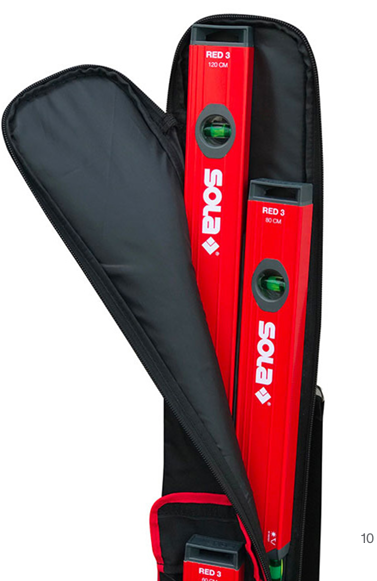 RED 3
120 CM
SOLA
RED 3
80 CM
SOLA
10
RED 3